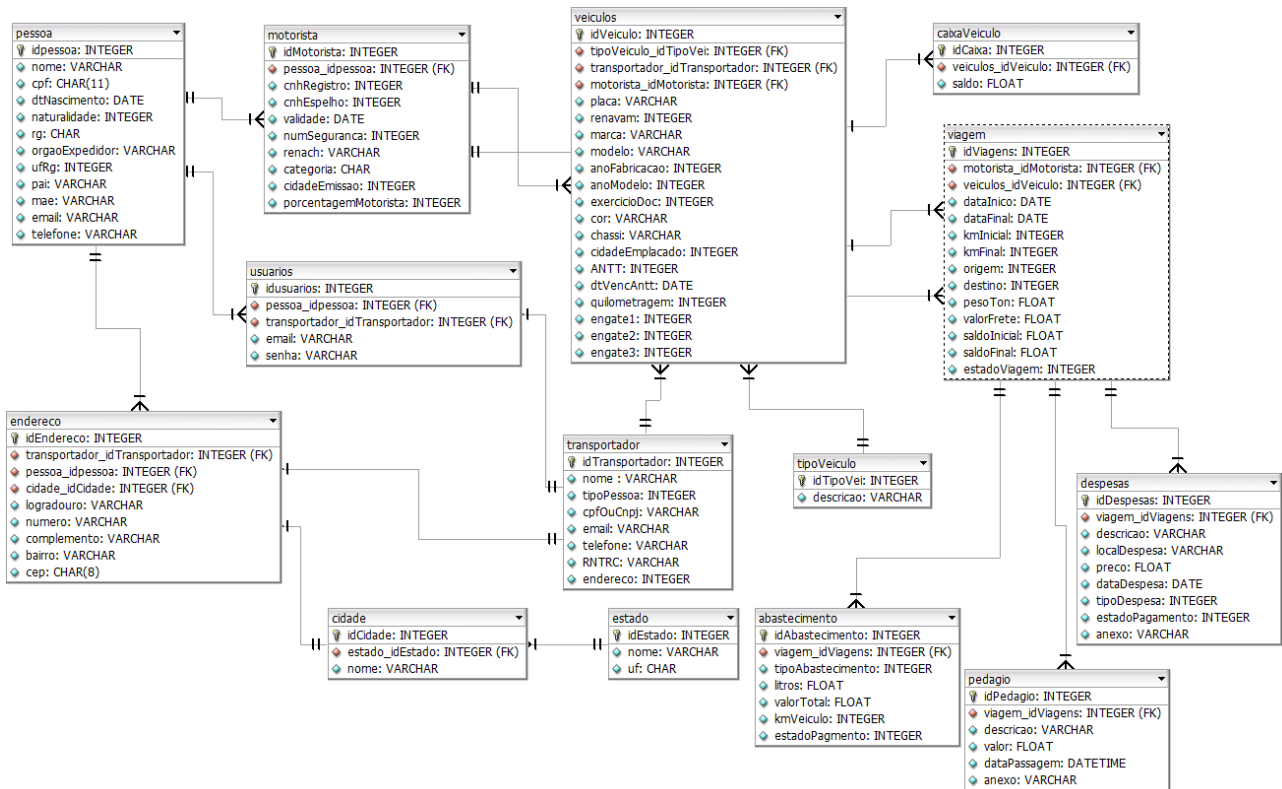 pessoa
idpessoa: INTEGER
nome: VARCHAR
cpf: CHAR(11)
dtNascimento: DATE
naturalidade: INTEGER
rg: CHAR
orgaoExpedidor: VARCHAR
ufRg: INTEGER
pai: VARCHAR
mae: VARCHAR
email: VARCHAR
telefone: VARCHAR
motorista
idMotorista: INTEGER
pessoa_idpessoa: INTEGER (FK)
cnhRegistro: INTEGER
cnhEspelho: INTEGER
validade: DATE
numSeguranca: INTEGER
renach: VARCHAR
categoria: CHAR
cidadeEmissao: INTEGER
porcentagemMotorista: INTEGER
veiculos
idVeiculo: INTEGER
tipoVeiculo_idTipoVei: INTEGER (FK)
transportador_idTransportador: INTEGER (FK)
motorista_idMotorista: INTEGER (FK)
placa: VARCHAR
renavam: INTEGER
marca: VARCHAR
modelo: VARCHAR
anoFabricacao: INTEGER
anoModelo: INTEGER
exercicioDoc: INTEGER
cor: VARCHAR
chassi: VARCHAR
cidadeEmplacado: INTEGER
ANTT: INTEGER
dtVencAntt: DATE
quilometragem: INTEGER
engate1: INTEGER
engate2: INTEGER
engate3: INTEGER
caixaVeiculo
idCaixa: INTEGER
veiculos_idVeiculo: INTEGER (FK)
saldo: FLOAT
viagem
idViagens: INTEGER
motorista_idMotorista: INTEGER (FK)
veiculos_idVeiculo: INTEGER (FK)
dataInico: DATE
dataFinal: DATE
kmInicial: INTEGER
kmFinal: INTEGER
origem: INTEGER
destino: INTEGER
pesoTon: FLOAT
valorFrete: FLOAT
saldoInicial: FLOAT
saldoFinal: FLOAT
estadoViagem: INTEGER
usuarios
idusuarios: INTEGER
pessoa_idpessoa: INTEGER (FK)
transportador_idTransportador: INTEGER (FK)
email: VARCHAR
senha: VARCHAR
endereco
idEndereco: INTEGER
transportador_idTransportador: INTEGER (FK)
pessoa_idpessoa: INTEGER (FK)
cidade_idCidade: INTEGER (FK)
logradouro: VARCHAR
numero: VARCHAR
complemento: VARCHAR
bairro: VARCHAR
cep: CHAR(8)
transportador
idTransportador: INTEGER
nome : VARCHAR
tipoPessoa: INTEGER
cpfOuCnpj: VARCHAR
email: VARCHAR
telefone: VARCHAR
RNTRC: VARCHAR
endereco: INTEGER
tipoVeiculo
idTipoVei: INTEGER
descricao: VARCHAR
despesas
idDespesas: INTEGER
viagem_idViagens: INTEGER (FK)
descricao: VARCHAR
localDespesa: VARCHAR
preco: FLOAT
dataDespesa: DATE
tipoDespesa: INTEGER
estadoPagamento: INTEGER
anexo: VARCHAR
cidade
idCidade: INTEGER
estado_idEstado: INTEGER (FK)
nome: VARCHAR
estado
idEstado: INTEGER
nome: VARCHAR
uf: CHAR
abastecimento
idAbastecimento: INTEGER
viagem_idViagens: INTEGER (FK)
tipoAbastecimento: INTEGER
litros: FLOAT
valorTotal: FLOAT
kmVeiculo: INTEGER
estadoPagmento: INTEGER
pedagio
idPedagio: INTEGER
viagem_idViagens: INTEGER (FK)
descricao: VARCHAR
valor: FLOAT
dataPassagem: DATETIME
anexo: VARCHAR